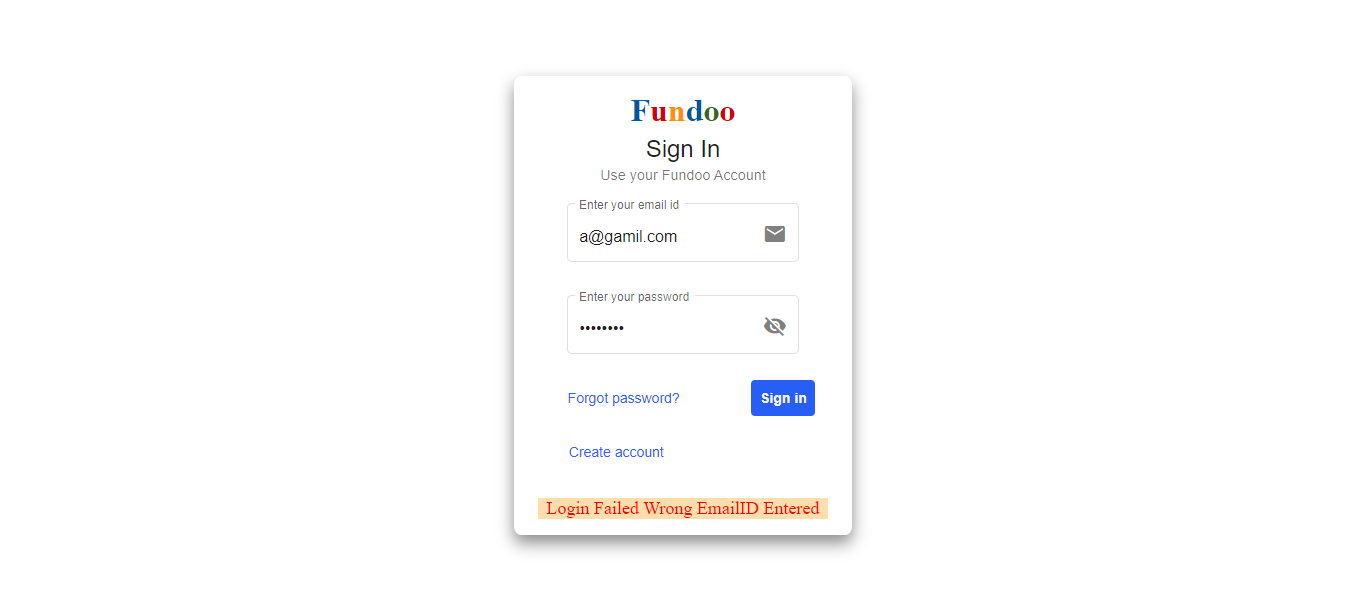 Fundoo
Sign In
Use your Fundoo Account
Enter your email id
a@gamil.com
Enter your password
••••••••
Forgot password?
Sign in
Create account
Login Failed Wrong EmailID Entered